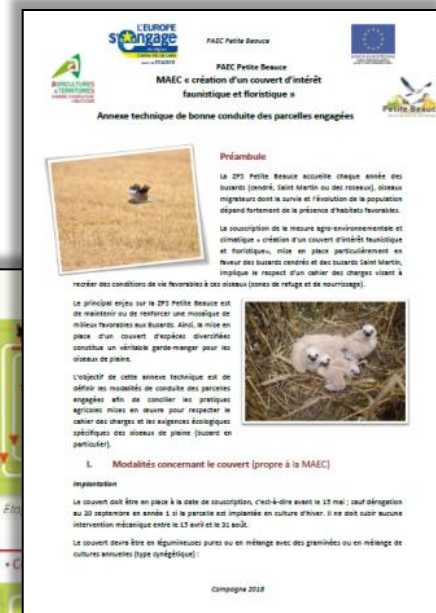 L'EUROPE
s'engage
PAEC Petite Beauce
AGRICULTURES
& TERRITOIRES
Petite Beauce
PAEC Petite Beauce
MAEC « création d'un couvert d'intérêt
faunistique et floristique »
Annexe technique de bonne conduite des parcelles engagées
Préambule
La ZPS Petite Beauce accueille chaque année des
busards (cendré, Saint Martin ou des roseaux), oiseaux
migrateurs dont la survie et l'évolution de la population
dépend fortement de la présence d'habitats favorables.
La souscription de la mesure agro-environnementale et
climatique « création d'un couvert d'intérêt faunistique
et floristique», mise en place particulièrement en
faveur des busards cendrés et des busards Saint Martin,
implique le respect d'un cahier des charges visant à
recréer des conditions de vie favorables à ces oiseaux (zones de refuge et de nourrissage).
Le principal enjeu sur la ZPS Petite Beauce est
de maintenir ou de renforcer une mosaïque de
milieux favorables aux Busards. Ainsi, la mise en
place d'un couvert d'espèces diversifiées
constitue un véritable garde-manger pour les
oiseaux de plaine.
L'objectif de cette annexe technique est de
définir les modalités de conduite des parcelles
engagées afin de concilier les pratiques
agricoles mises en œuvre pour respecter le
cahier des charges et les exigences écologiques
spécifiques des oiseaux de plaine (busard en
particulier).
I. Modalités concernant le couvert (propre à la MAEC)
Implantation
Le couvert doit être en place à la date de souscription, c'est-à-dire avant le 15 mai ; sauf dérogation
au 20 septembre en année 1 si la parcelle est implantée en culture d'hiver. Il ne doit subir aucune
intervention mécanique entre le 15 avril et le 31 août.
Le couvert devra être en légumineuses pures ou en mélange avec des graminées ou en mélange de
cultures annuelles (type cynégétique) :
Campagne 2018